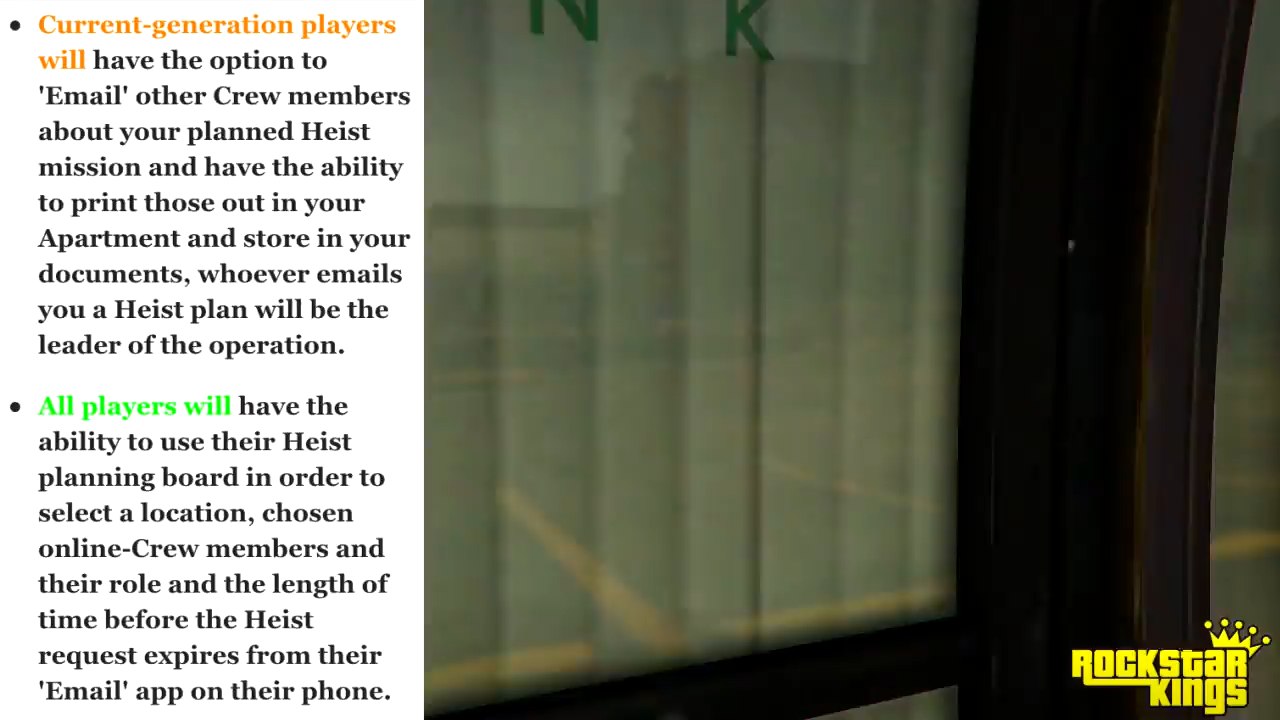 Current-generation players
will have the option to
'Email' other Crew members
about your planned Heist
mission and have the ability
to print those out in your
Apartment and store in your
documents, whoever emails
you a Heist plan will be the
leader of the operation.
All players will have the
ability to use their Heist
planning board in order to
select a location, chosen
online-Crew members and
their role and the length of
time before the Heist
request expires from their
'Email' app on their phone.
N K
ROCKSTAR
KINGS